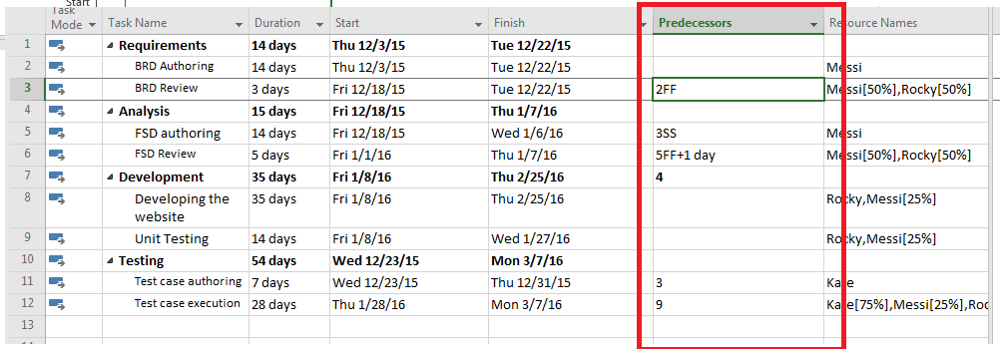 Start
Task Mode Task Name Duration Start Finish Predecessors Resource Names
1 Requirements 14 days Thu 12/3/15 Tue 12/22/15
2 BRD Authoring 14 days Thu 12/3/15 Tue 12/22/15 Messi
3 BRD Review 3 days Fri 12/18/15 Tue 12/22/15 2FF Messi[50%],Rocky[50%]
4 Analysis 15 days Fri 12/18/15 Thu 1/7/16
5 FSD authoring 14 days Fri 12/18/15 Wed 1/6/16 3SS Messi
6 FSD Review 5 days Fri 1/1/16 Thu 1/7/16 5FF+1 day Messi[50%],Rocky[50%]
7 Development 35 days Fri 1/8/16 Thu 2/25/16 4
8 Developing the website 35 days Fri 1/8/16 Thu 2/25/16 Rocky,Messi[25%]
9 Unit Testing 14 days Fri 1/8/16 Wed 1/27/16 Rocky,Messi[25%]
10 Testing 54 days Wed 12/23/15 Mon 3/7/16
11 Test case authoring 7 days Wed 12/23/15 Thu 12/31/15 3 Kate
12 Test case execution 28 days Thu 1/28/16 Mon 3/7/16 9 Kate[75%],Messi[25%],Roc
13